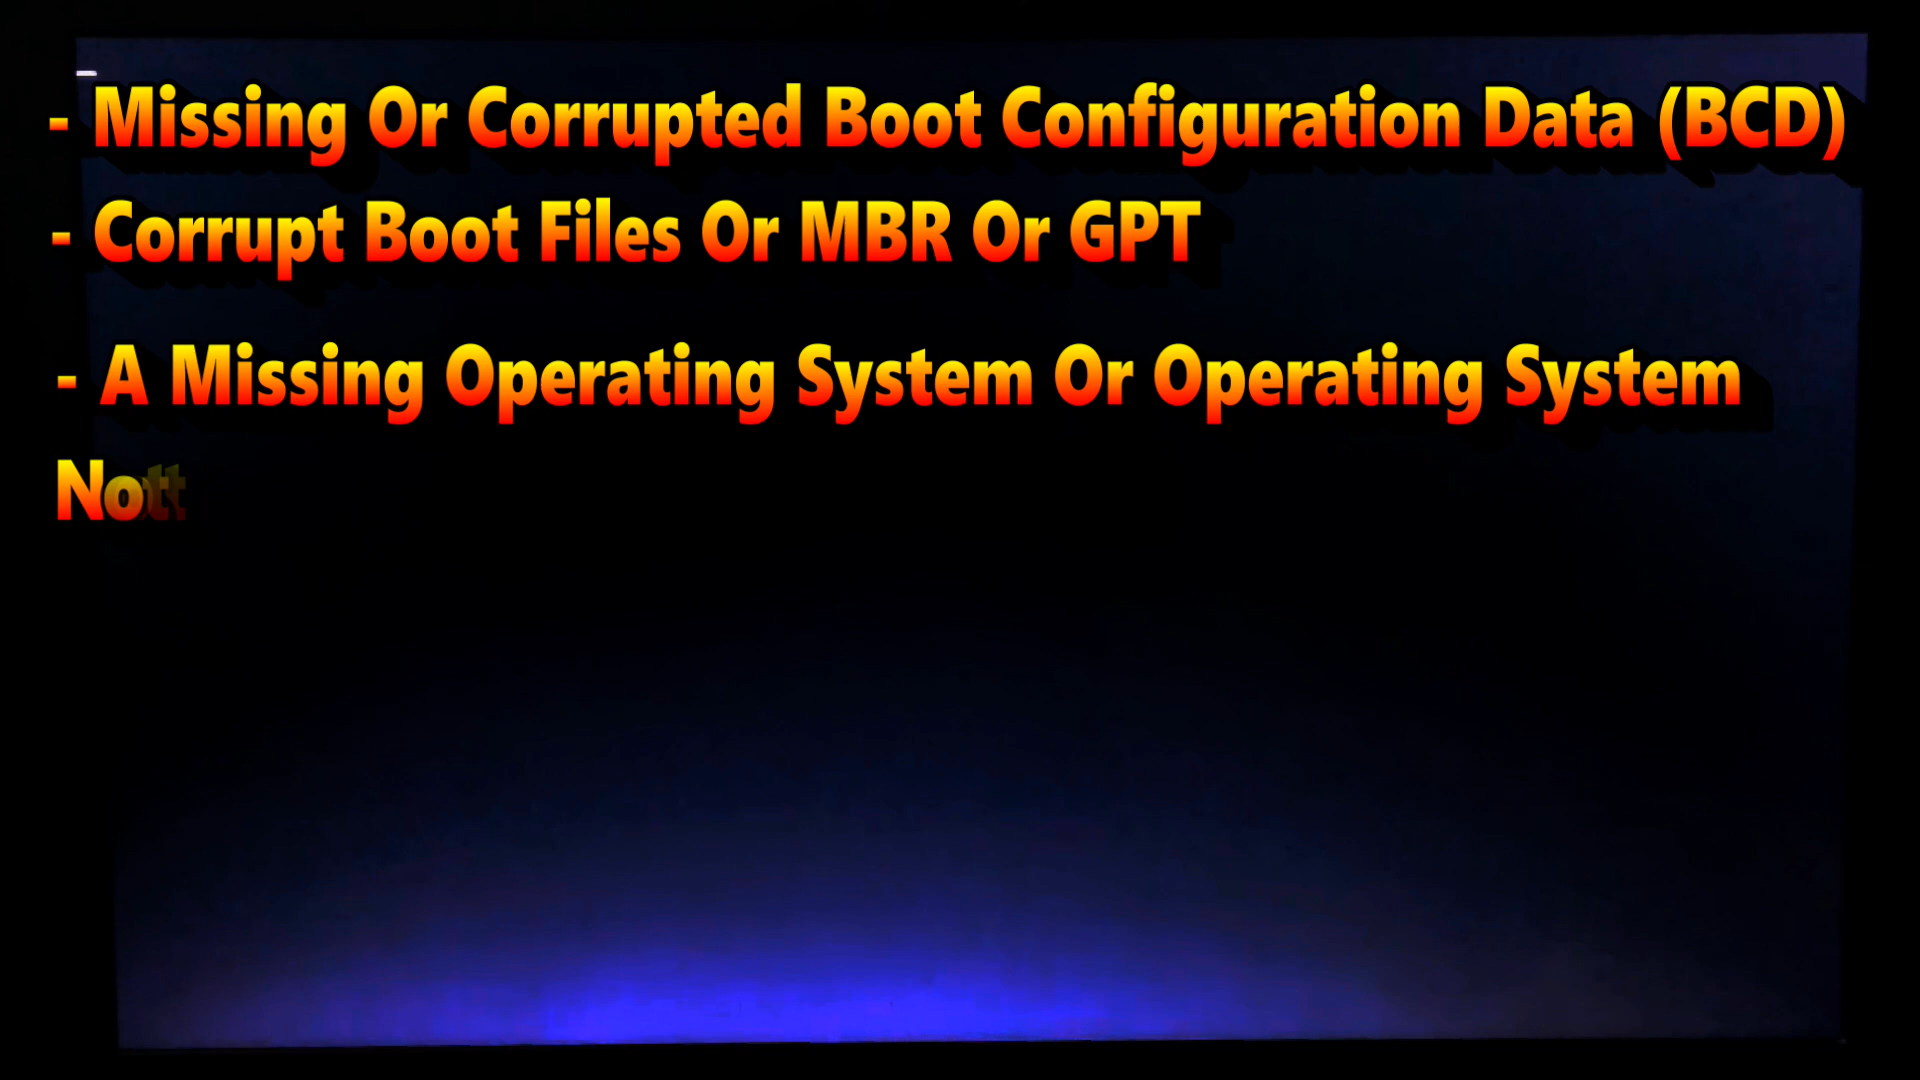 - Missing Or Corrupted Boot Configuration Data (BCD)
- Corrupt Boot Files Or MBR Or GPT
- A Missing Operating System Or Operating System
Not